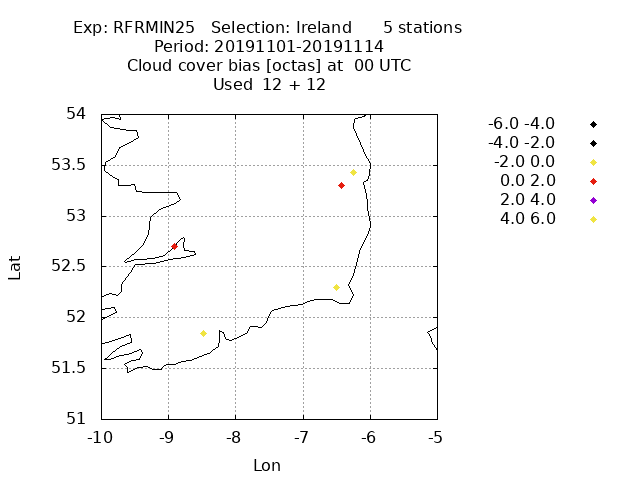 Exp: RFRMIN25   Selection: Ireland      5 stations
Period: 20191101-20191114
Cloud cover bias [octas] at  00 UTC
Used  12 + 12
-6.0 -4.0
-4.0 -2.0
-2.0 0.0
0.0 2.0
2.0 4.0
4.0 6.0
Lat
54
53.5
53
52.5
52
51.5
51
-10 -9 -8 -7 -6 -5
Lon